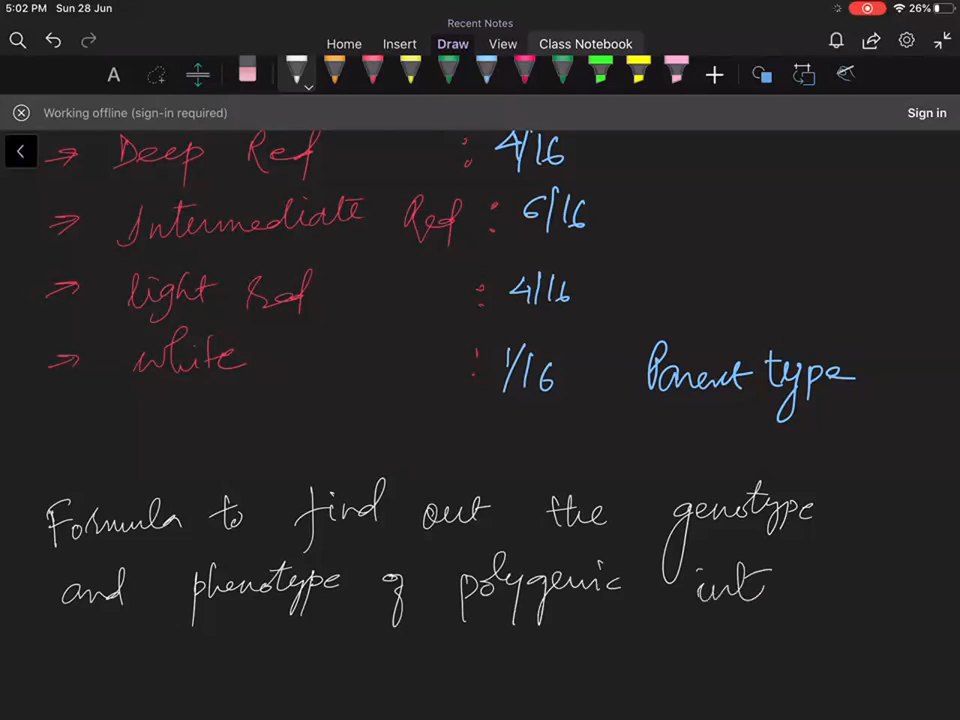 5:02 PM Sun 28 Jun 26%
Recent Notes
Home Insert Draw View Class Notebook
A
Working offline (sign-in required) Sign in
→ Deep Red : 4/16
→ Intermediate Red : 6/16
→ light red : 4/16
→ white : 1/16 Parent type
Formula to find out the genotype
and phenotype of polygenic int